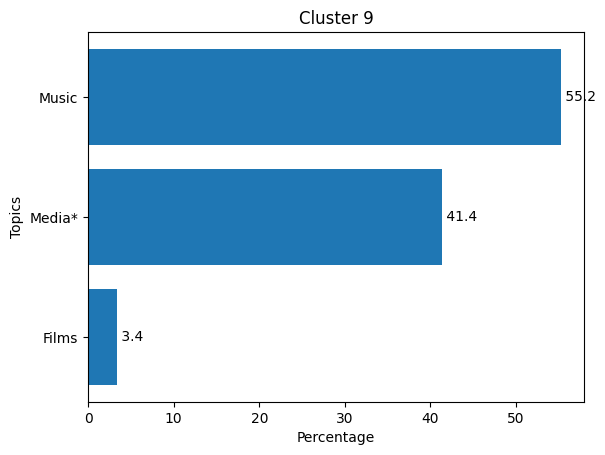 Cluster 9
Music
55.2
Media*
41.4
Films
3.4
Topics
0 10 20 30 40 50
Percentage